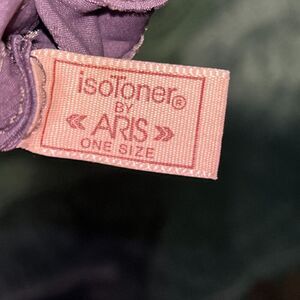 isoToner®
BY
« ARIS »
ONE SIZE